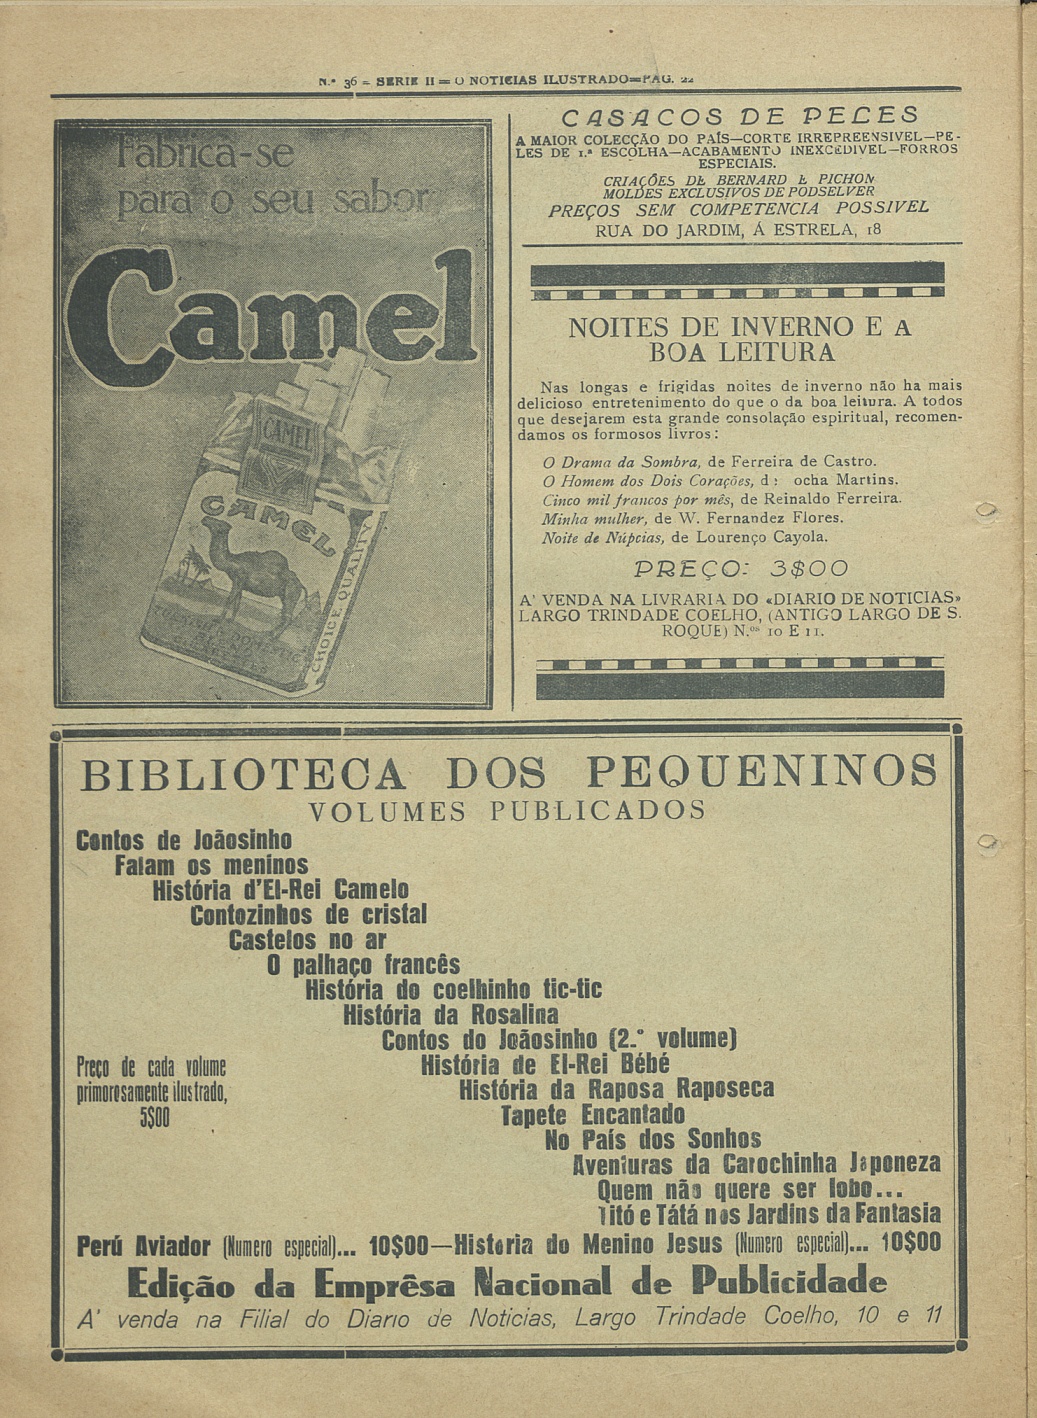 N.º 36 = SERIE II = O NOTICIAS ILUSTRADO=PAG. 22
Fabrica-se
para o seu sabor
Camel
CAMEL
CAMEL
TURKISH & DOMESTIC
BLEND
CIGARETTES
CHOICE QUALITY
CASACOS DE PELES
A MAIOR COLECÇÃO DO PAÍS—CORTE IRREPREENSIVEL—PE-
LES DE 1.ª ESCOLHA—ACABAMENTO INEXCEDIVEL—FORROS
ESPECIAIS.
CRIAÇÕES DE BERNARD E PICHON
MOLDES EXCLUSIVOS DE PODSELVER
PREÇOS SEM COMPETENCIA POSSIVEL
RUA DO JARDIM, Á ESTRELA, 18
NOITES DE INVERNO E A
BOA LEITURA
Nas longas e frigidas noites de inverno não ha mais
delicioso entretenimento do que o da boa leitura. A todos
que desejarem esta grande consolação espiritual, recomen-
damos os formosos livros:
O Drama da Sombra, de Ferreira de Castro.
O Homem dos Dois Corações, d : ocha Martins.
Cinco mil francos por mês, de Reinaldo Ferreira.
Minha mulher, de W. Fernandez Flores.
Noite de Núpcias, de Lourenço Cayola.
PREÇO: 3$00
A' VENDA NA LIVRARIA DO «DIARIO DE NOTICIAS»
LARGO TRINDADE COELHO, (ANTIGO LARGO DE S.
ROQUE) N.ºˢ 10 E 11.
BIBLIOTECA DOS PEQUENINOS
VOLUMES PUBLICADOS
Contos de Joãosinho
Falam os meninos
História d'El-Rei Camelo
Contozinhos de cristal
Castelos no ar
O palhaço francês
História do coelhinho tic-tic
História da Rosalina
Contos do Joãosinho (2.º volume)
História de El-Rei Bébé
História da Raposa Raposeca
Tapete Encantado
No País dos Sonhos
Aventuras da Carochinha Japoneza
Quem não quere ser lobo...
Titó e Tátá nos Jardins da Fantasia
Preço de cada volume
primorosamente ilustrado,
5$00
Perú Aviador (Numero especial)... 10$00—Historia do Menino Jesus (Numero especial)... 10$00
Edição da Emprêsa Nacional de Publicidade
A' venda na Filial do Diario de Noticias, Largo Trindade Coelho, 10 e 11